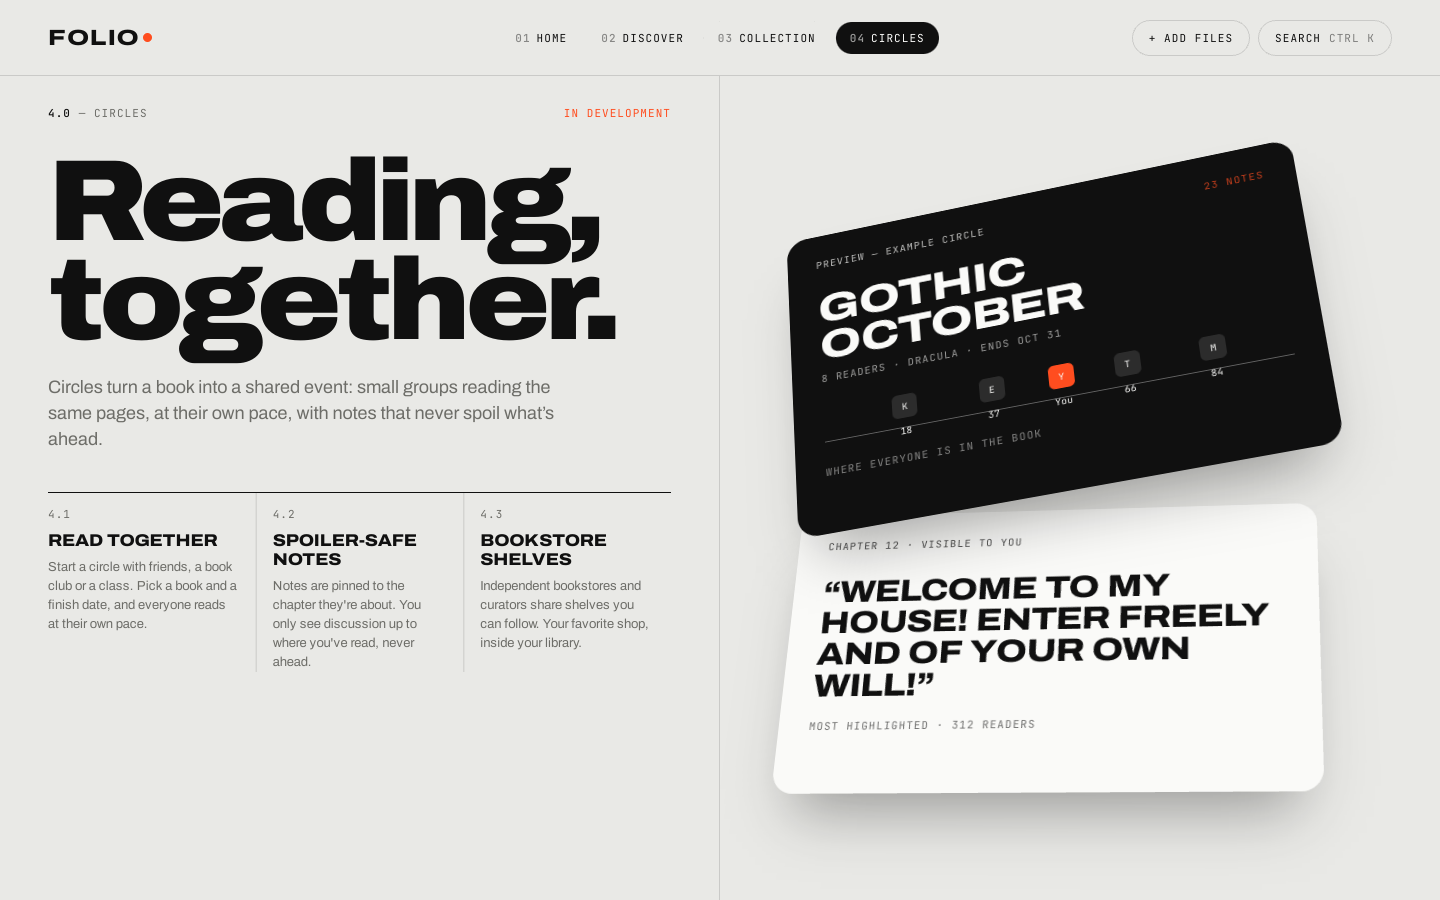 FOLIO
01 HOME
02 DISCOVER
03 COLLECTION
04 CIRCLES
+ ADD FILES
SEARCH CTRL K
4.0 — CIRCLES
IN DEVELOPMENT
Reading,
together.
Circles turn a book into a shared event: small groups reading the
same pages, at their own pace, with notes that never spoil what’s
ahead.
4.1
READ TOGETHER
Start a circle with friends, a book
club or a class. Pick a book and a
finish date, and everyone reads
at their own pace.
4.2
SPOILER-SAFE
NOTES
Notes are pinned to the
chapter they're about. You
only see discussion up to
where you've read, never
ahead.
4.3
BOOKSTORE
SHELVES
Independent bookstores and
curators share shelves you
can follow. Your favorite shop,
inside your library.
PREVIEW — EXAMPLE CIRCLE
23 NOTES
GOTHIC
OCTOBER
8 READERS · DRACULA · ENDS OCT 31
K
18
E
37
Y
You
T
66
M
84
WHERE EVERYONE IS IN THE BOOK
CHAPTER 12 · VISIBLE TO YOU
“WELCOME TO MY
HOUSE! ENTER FREELY
AND OF YOUR OWN
WILL!”
MOST HIGHLIGHTED · 312 READERS